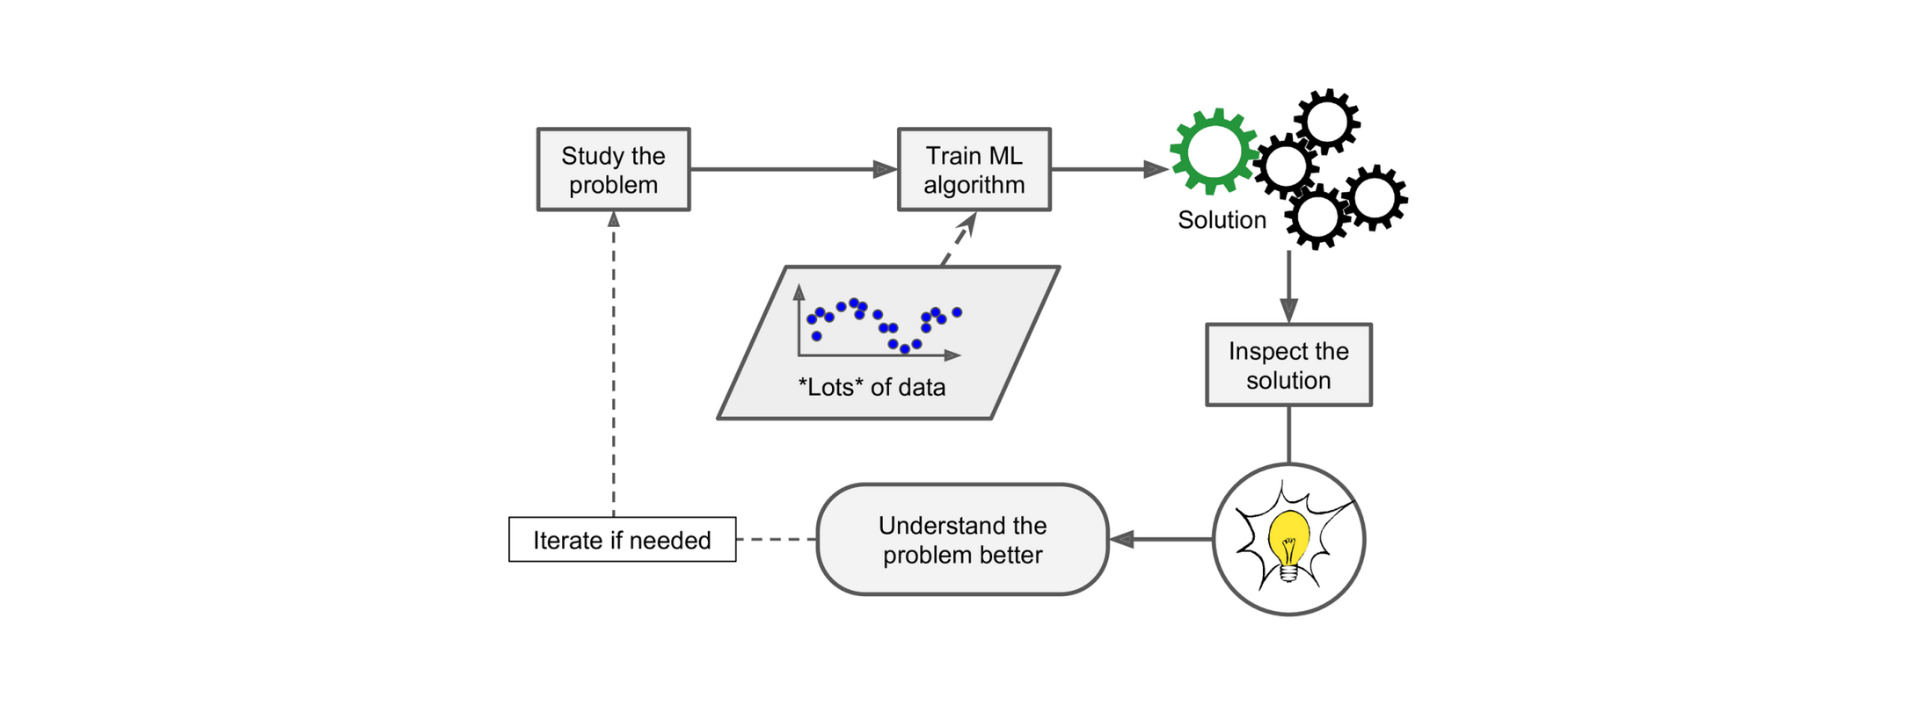 Study the
problem
Train ML
algorithm
Solution
*Lots* of data
Inspect the
solution
Understand the
problem better
Iterate if needed